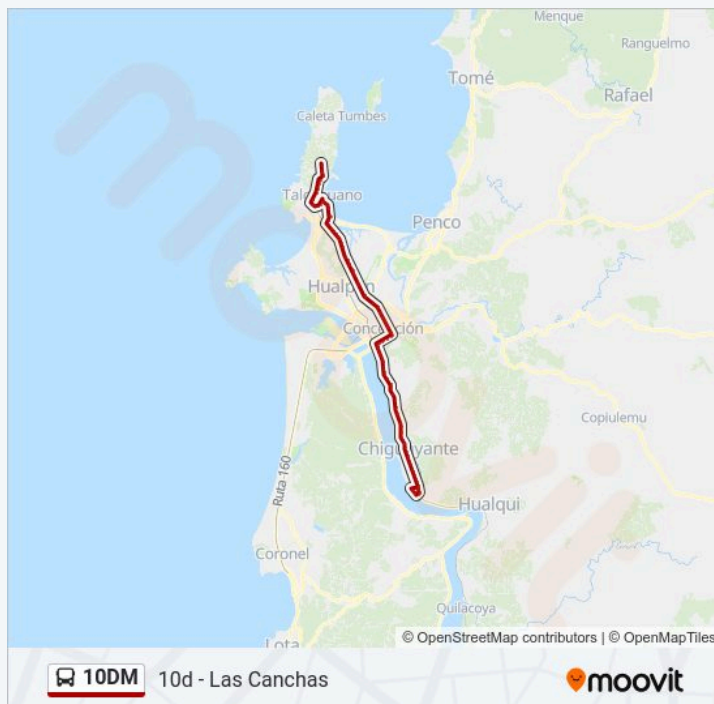 Menque
Ranguelmo
Tomé
Rafael
Caleta Tumbes
Talcahuano
Penco
Hualpén
Concepción
Copiulemu
Chiguayante
Ruta 160
Hualqui
Coronel
Quilacoya
Lota
© OpenStreetMap contributors | © OpenMapTiles
10DM 10d - Las Canchas moovit